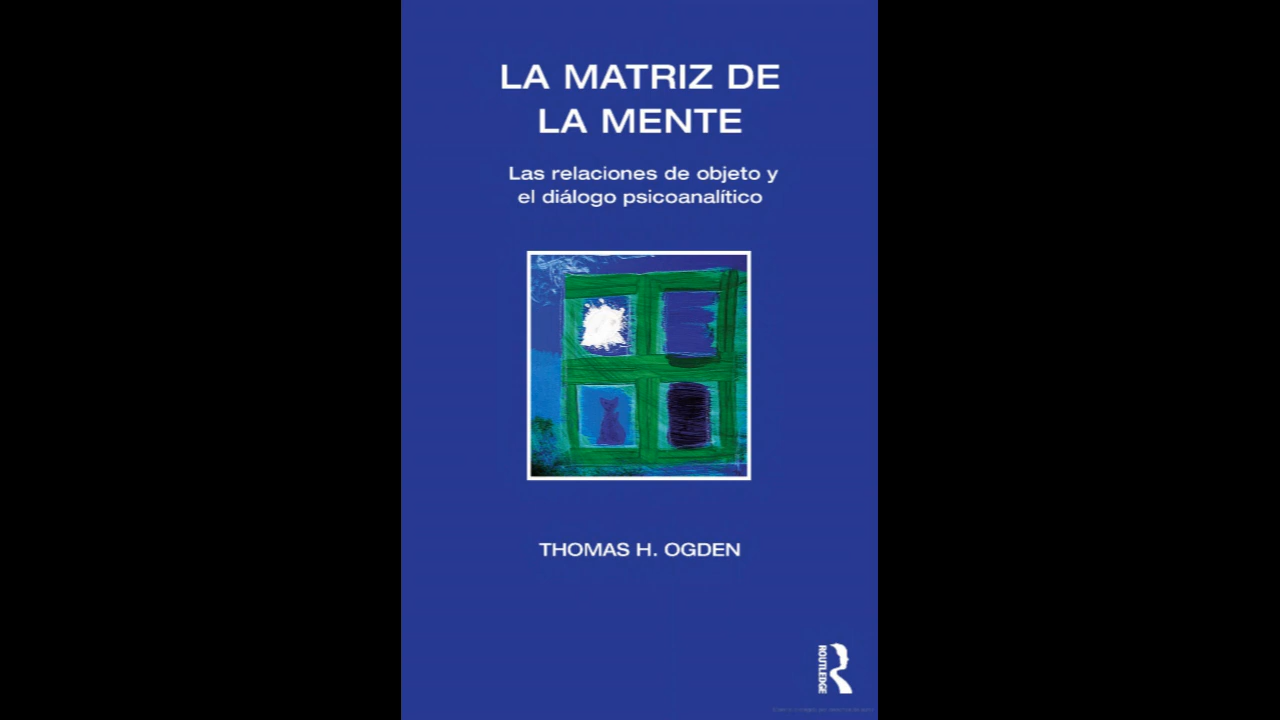 LA MATRIZ DE
LA MENTE
Las relaciones de objeto y
el diálogo psicoanalítico
THOMAS H. OGDEN
ROUTLEDGE